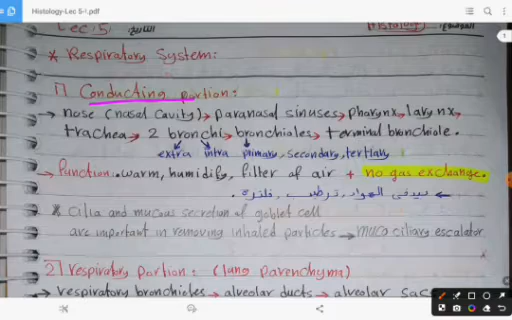 Histology-Lec 5-١.pdf
1
Lec: 5
Histology
* Respiratory System:
1) Conducting portion:
→ nose (nasal cavity) → paranasal sinuses → pharynx → larynx →
trachea → 2 bronchi → bronchioles → terminal bronchiole.
extra intra primary, secondary, tertiary
→ Function: warm, humidify, filter of air + no gas exchange.
← يدفي الهواء, ترطيب, فلترة.
* Cilia and mucous secretion of goblet cell
are important in removing inhaled particles → muco ciliary escalator
2) respiratory portion: (lung parenchyma)
→ respiratory bronchioles → alveolar ducts → alveolar sac